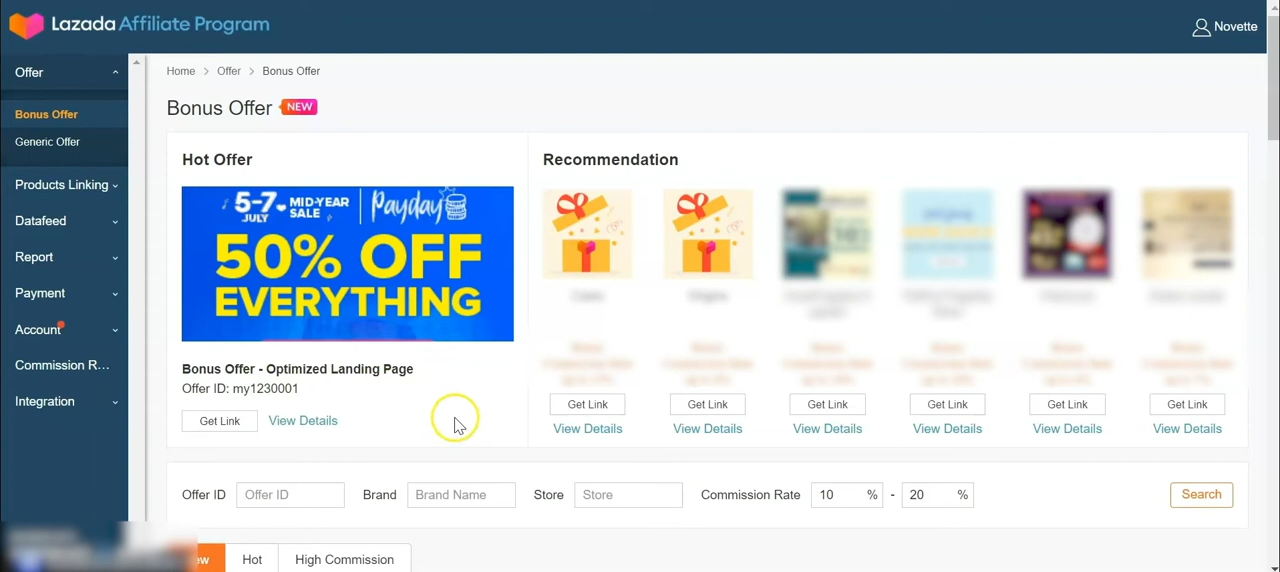 Lazada Affiliate Program
Novette
Offer
Bonus Offer
Generic Offer
Products Linking
Datafeed
Report
Payment
Account
Commission R...
Integration
Home > Offer > Bonus Offer
Bonus Offer NEW
Hot Offer
5-7 JULY MID-YEAR SALE Payday
50% OFF
EVERYTHING
Bonus Offer - Optimized Landing Page
Offer ID: my1230001
Get Link View Details
Recommendation
Get Link Get Link Get Link Get Link Get Link Get Link
View Details View Details View Details View Details View Details View Details
Offer ID Offer ID Brand Brand Name Store Store Commission Rate 10 % - 20 % Search
Hot High Commission